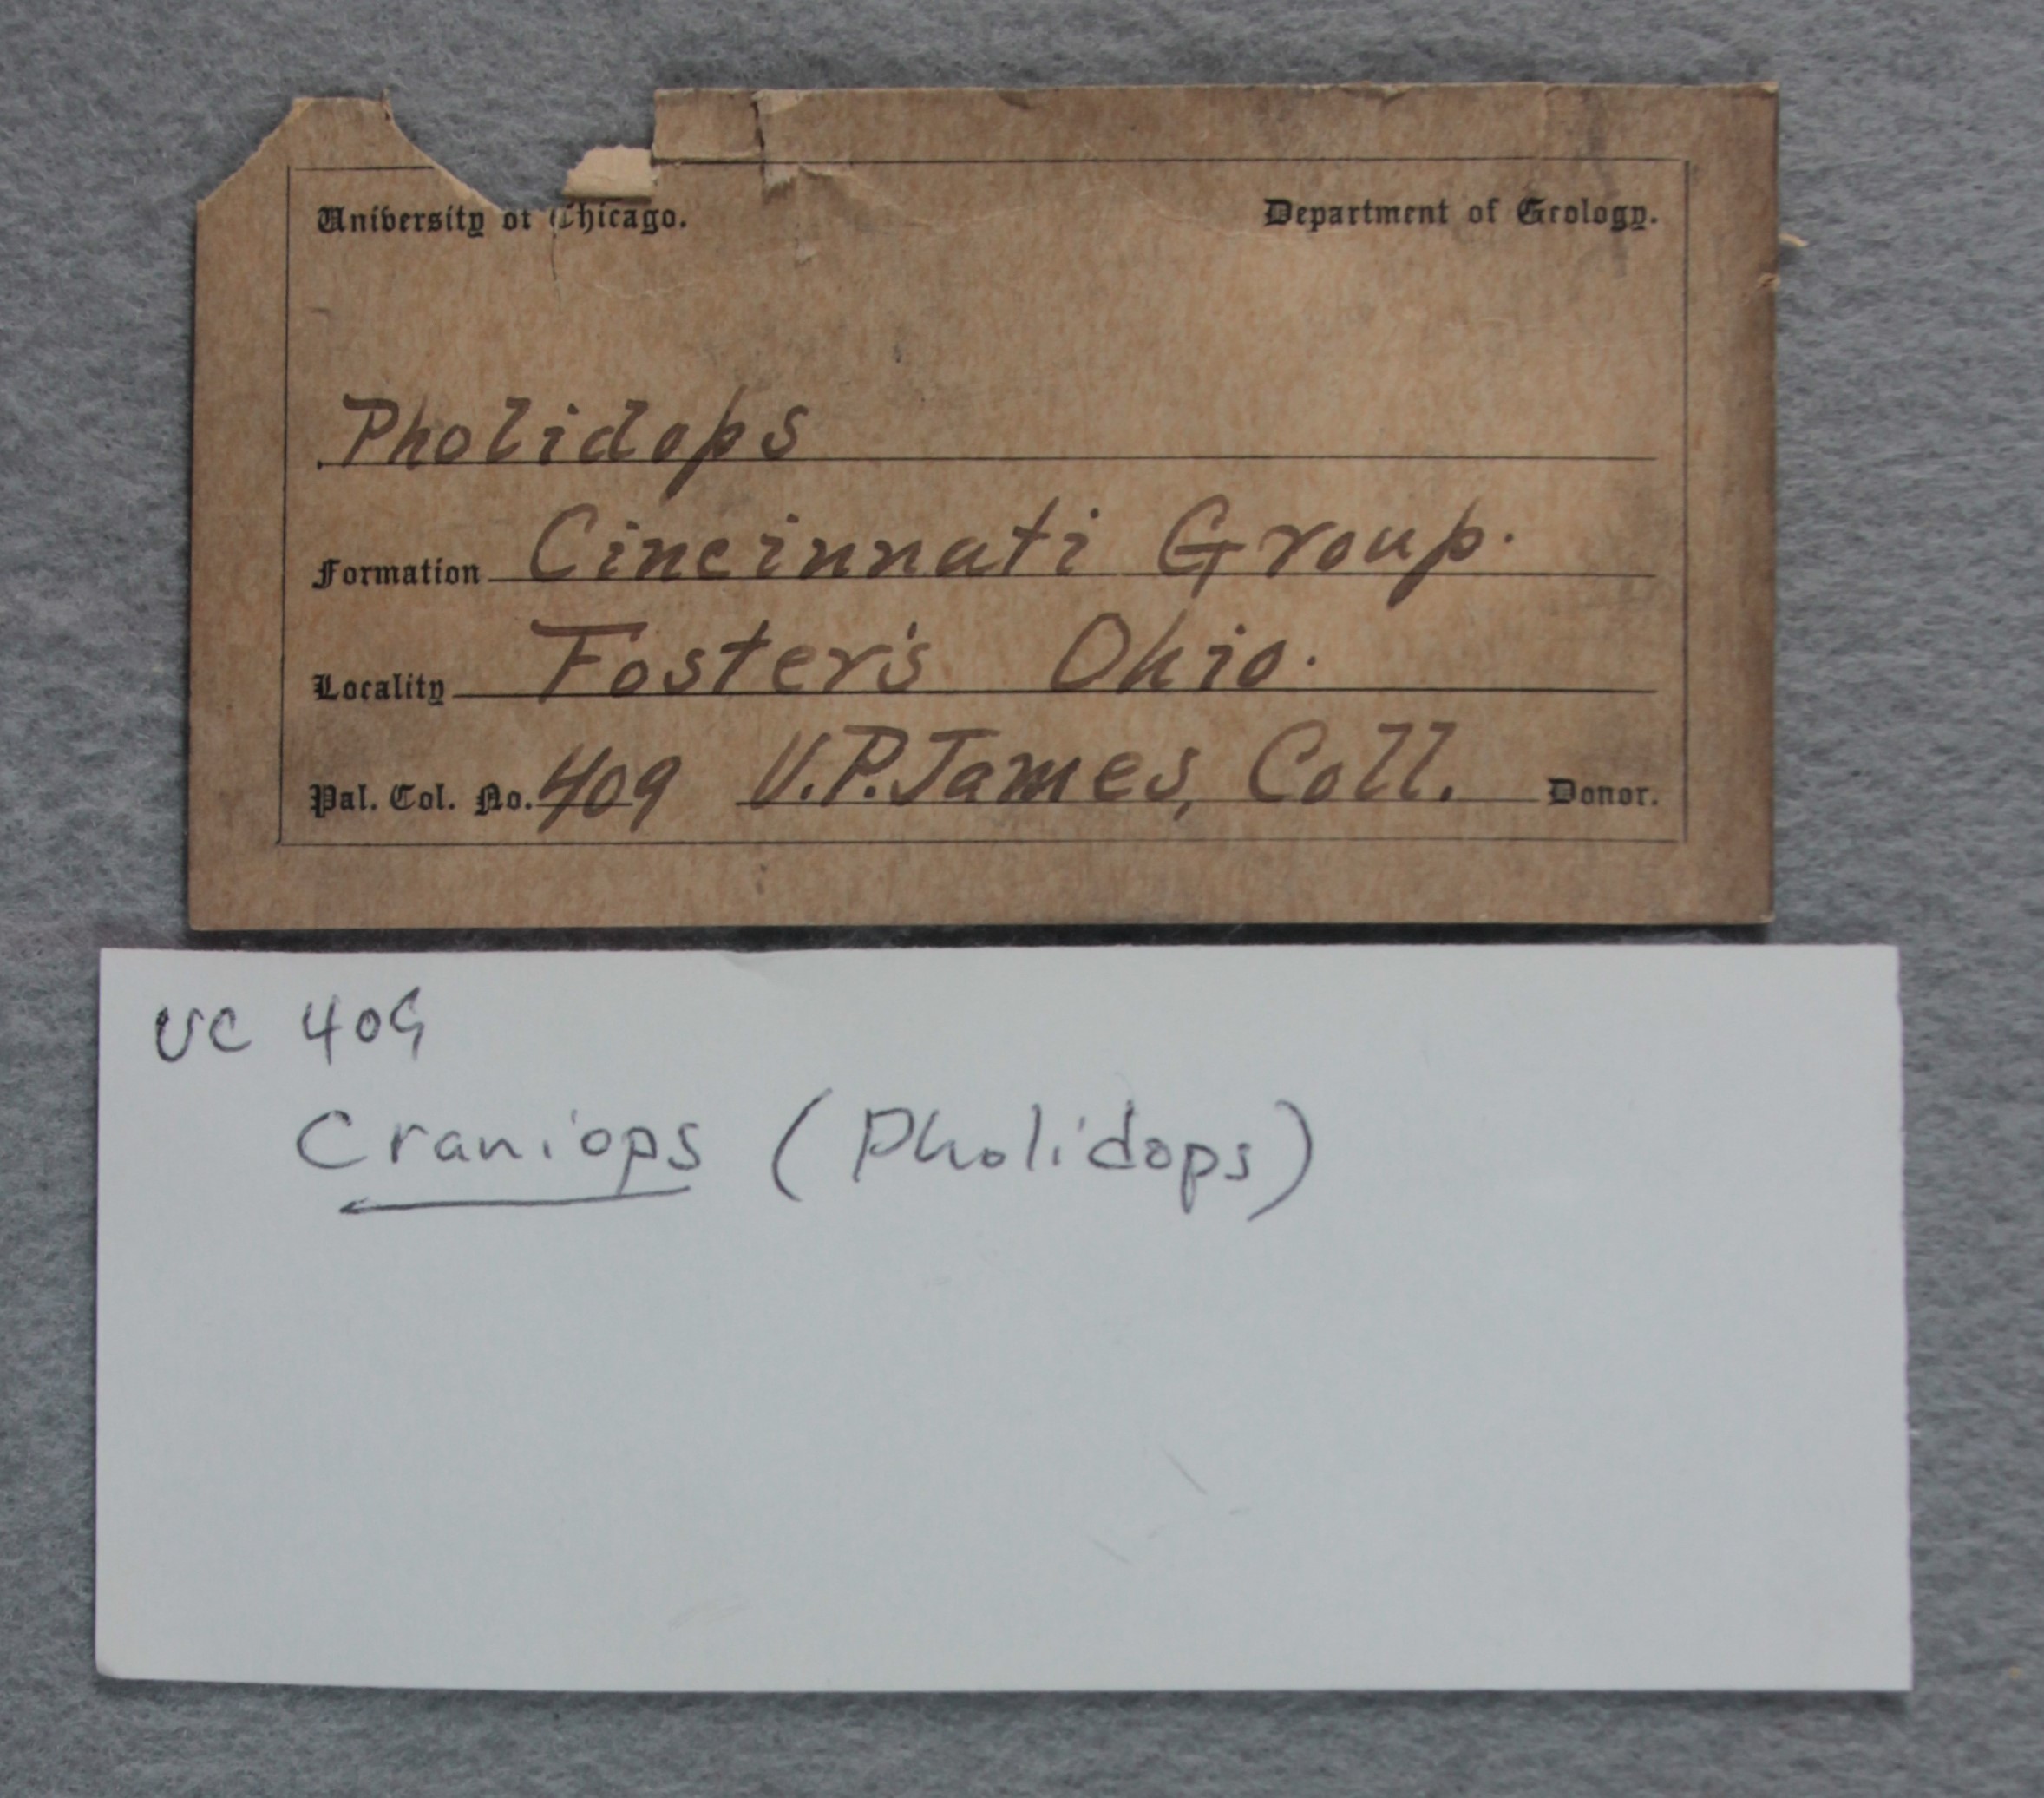 University of Chicago. Department of Geology.
Pholidops
Formation Cincinnati Group.
Locality Foster's Ohio.
Pal. Col. No. 409 U.P. James, Coll. Donor.
UC 409
Craniops (Pholidops)